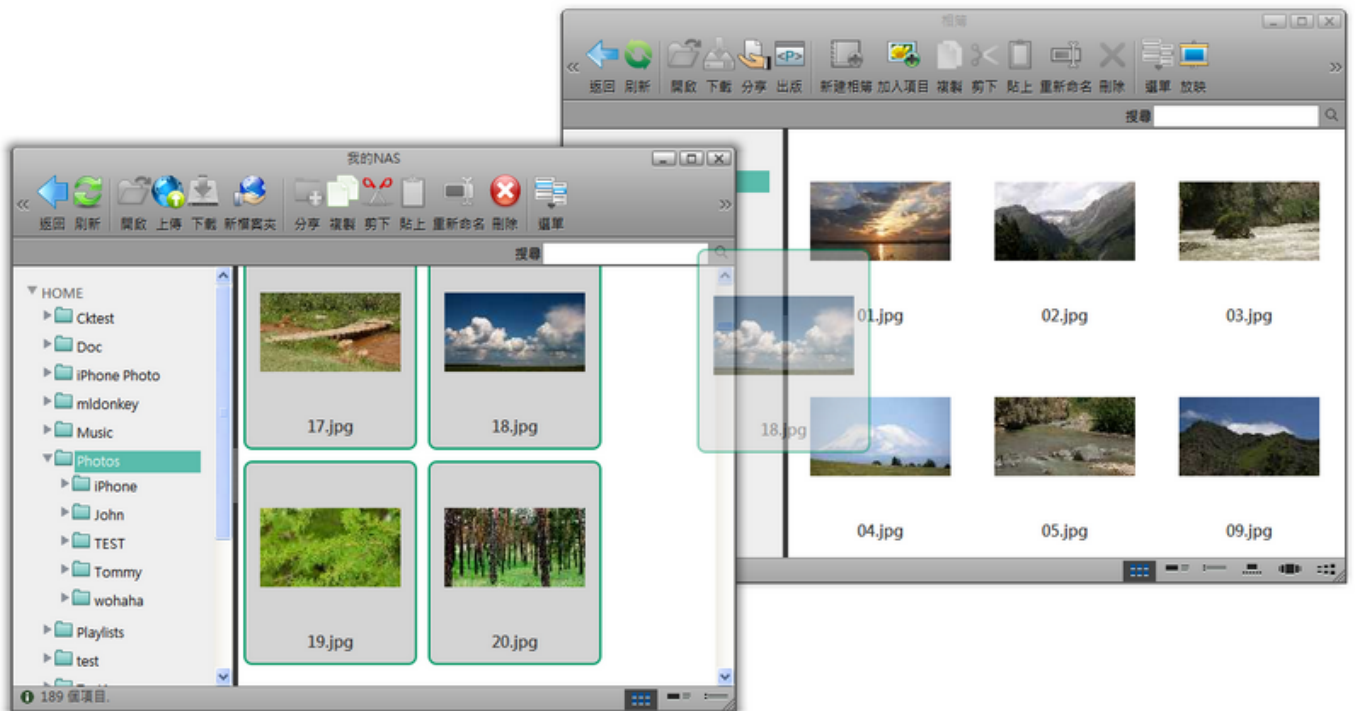 相簿
返回 刷新 開啟 下載 分享 出版 新建相簿 加入項目 複製 剪下 貼上 重新命名 刪除 選單 放映
搜尋
01.jpg 02.jpg 03.jpg
04.jpg 05.jpg 09.jpg
我的NAS
返回 刷新 開啟 上傳 下載 新檔案夾 分享 複製 剪下 貼上 重新命名 刪除 選單
搜尋
HOME
Cktest
Doc
iPhone Photo
mldonkey
Music
Photos
iPhone
John
TEST
Tommy
wohaha
Playlists
test
17.jpg 18.jpg
19.jpg 20.jpg
18.jpg
189 個項目.